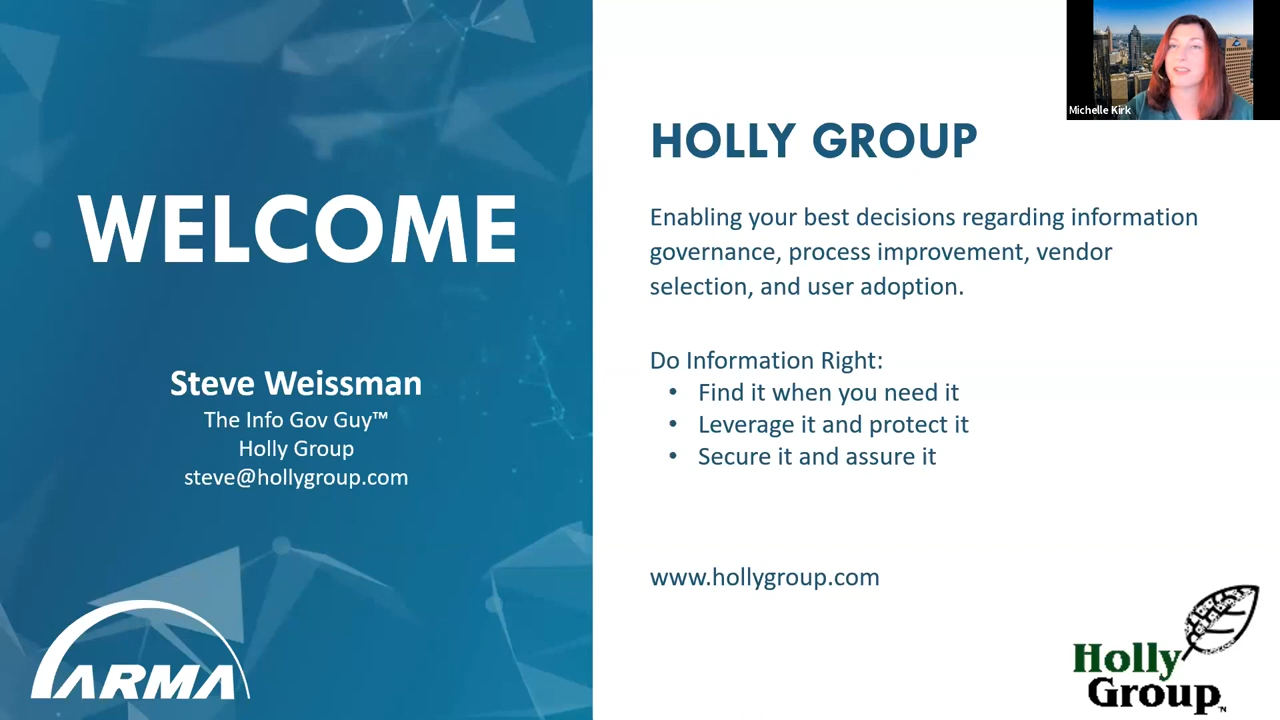 WELCOME
Steve Weissman
The Info Gov Guy™
Holly Group
steve@hollygroup.com
ARMA
HOLLY GROUP
Enabling your best decisions regarding information
governance, process improvement, vendor
selection, and user adoption.
Do Information Right:
• Find it when you need it
• Leverage it and protect it
• Secure it and assure it
www.hollygroup.com
Michelle Kirk
Holly
Group™